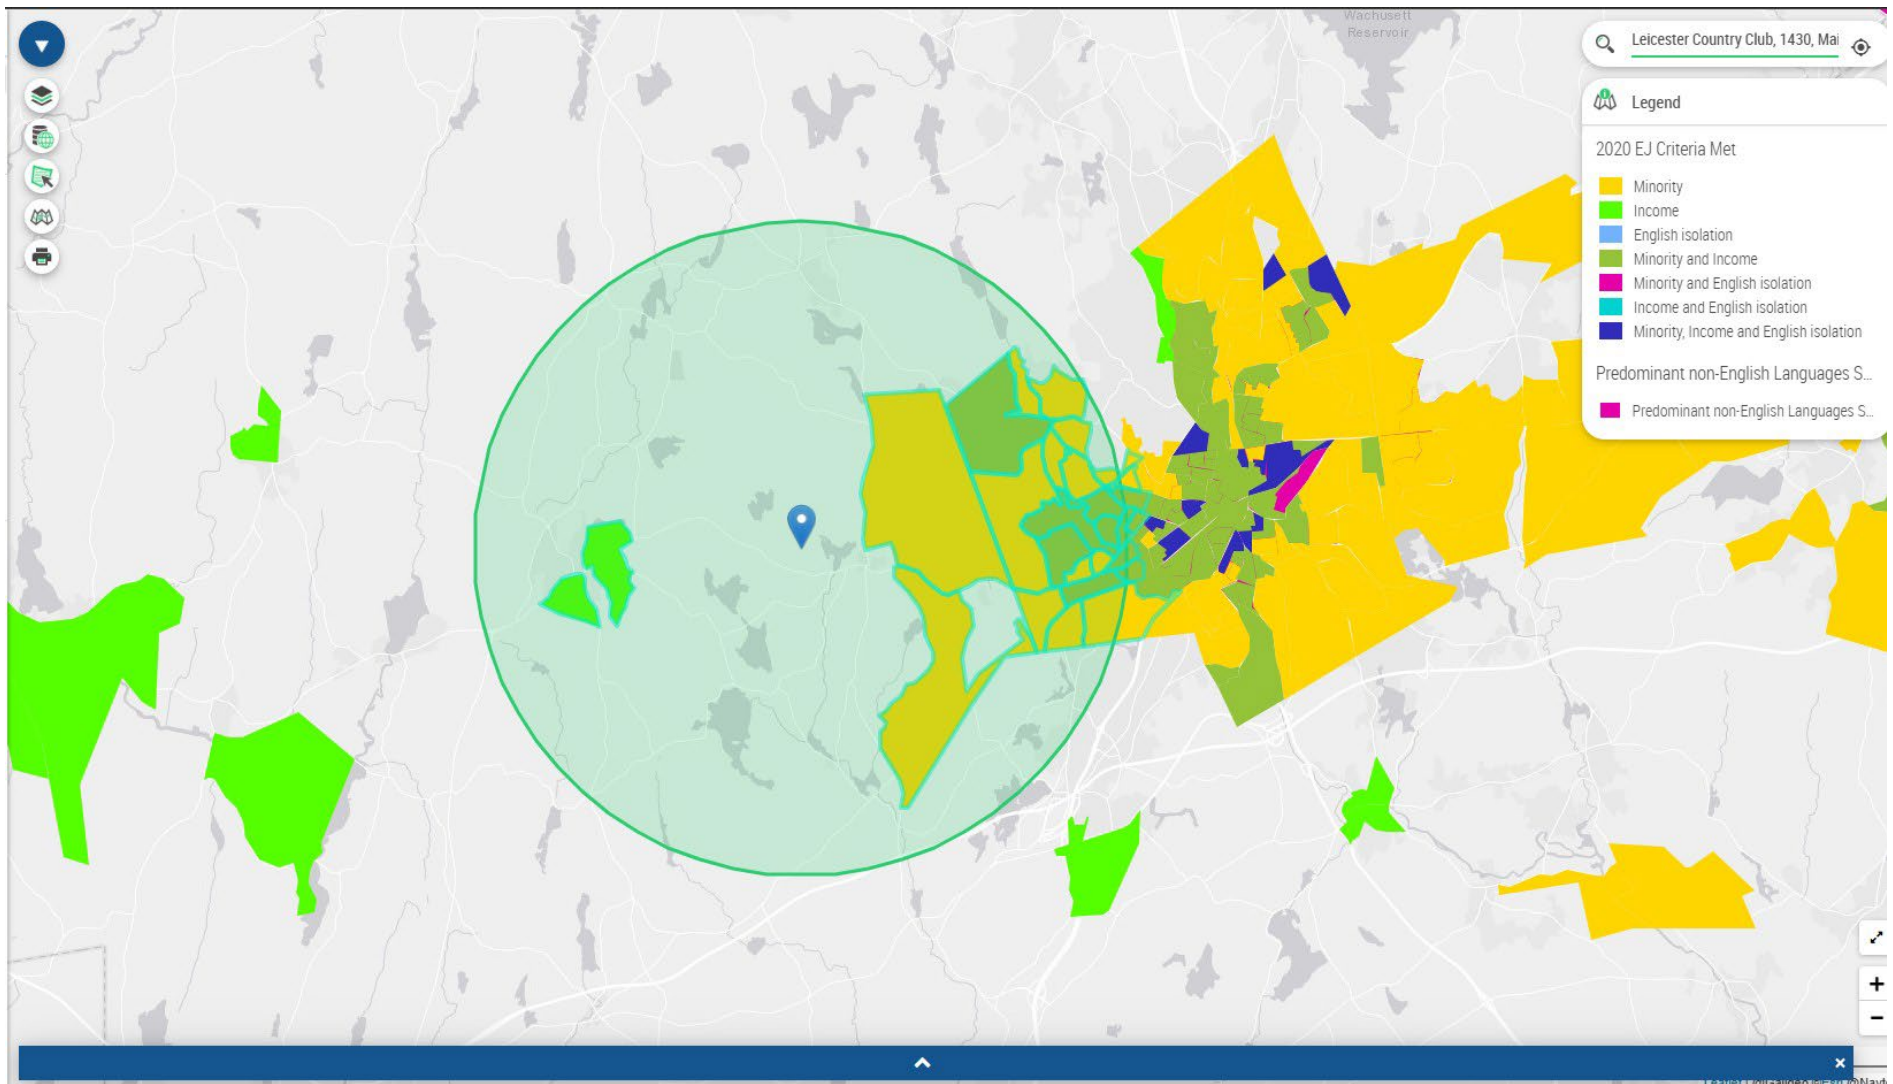 Wachusett
Reservoir
Leicester Country Club, 1430, Mai
Legend
2020 EJ Criteria Met
Minority
Income
English isolation
Minority and Income
Minority and English isolation
Income and English isolation
Minority, Income and English isolation
Predominant non-English Languages S...
Predominant non-English Languages S...
+
−